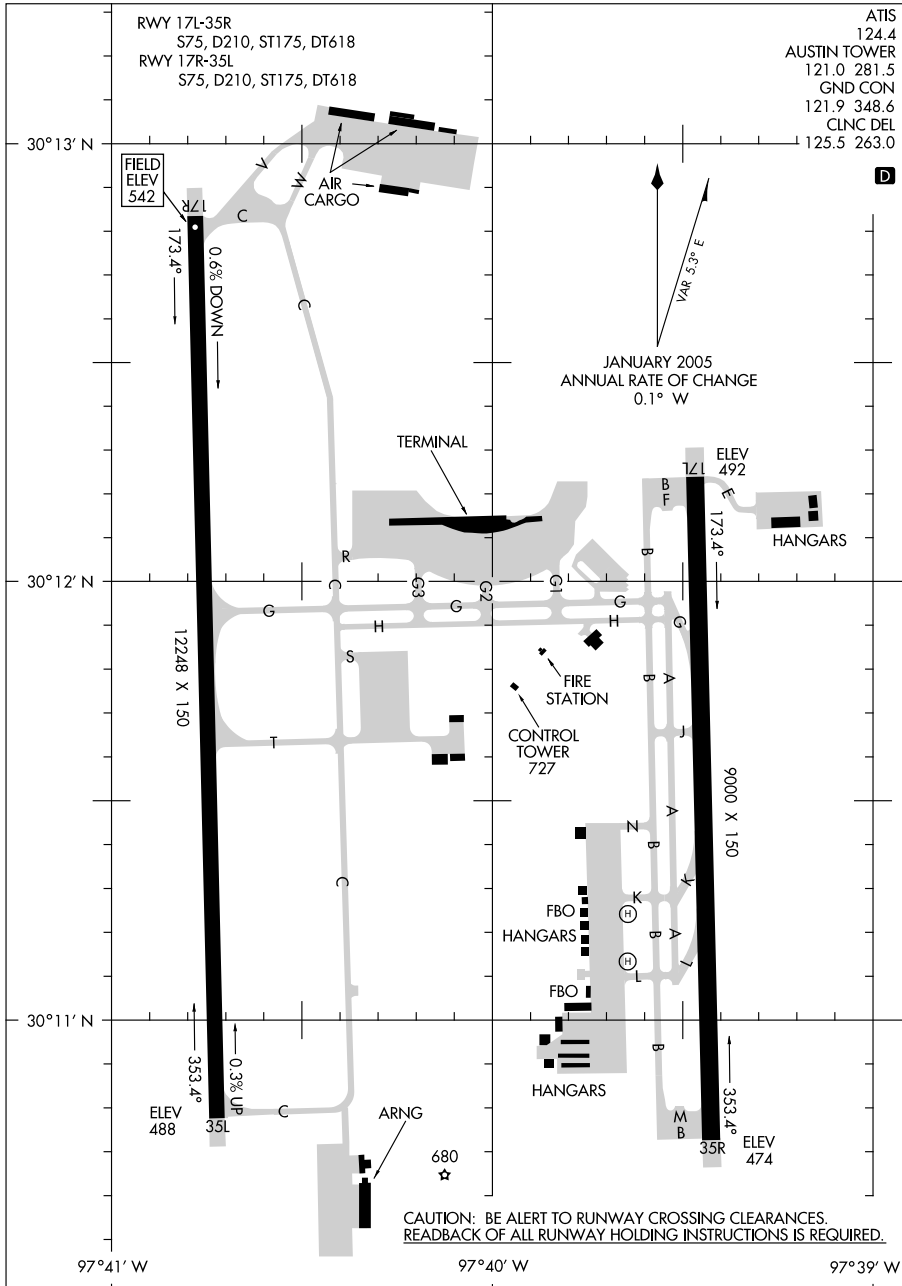 RWY 17L-35R
S75, D210, ST175, DT618
RWY 17R-35L
S75, D210, ST175, DT618
ATIS
124.4
AUSTIN TOWER
121.0 281.5
GND CON
121.9 348.6
CLNC DEL
125.5 263.0
D
30°13' N
FIELD
ELEV
542
V
W
AIR
CARGO
C
17R
173.4°
0.6% DOWN
C
VAR 5.3° E
JANUARY 2005
ANNUAL RATE OF CHANGE
0.1° W
TERMINAL
17L
ELEV
492
B
F
E
173.4°
HANGARS
B
R
30°12' N
C
G3
G2
G1
G
G
G
G
H
H
S
FIRE
STATION
B
A
12248 X 150
CONTROL
TOWER
727
T
J
9000 X 150
A
N
B
C
K
K
FBO
H
HANGARS
B
A
H
L
L
FBO
30°11' N
B
353.4°
0.3% UP
353.4°
HANGARS
ELEV
488
35L
C
ARNG
M
B
35R
ELEV
474
680
CAUTION: BE ALERT TO RUNWAY CROSSING CLEARANCES.
READBACK OF ALL RUNWAY HOLDING INSTRUCTIONS IS REQUIRED.
97°41' W
97°40' W
97°39' W